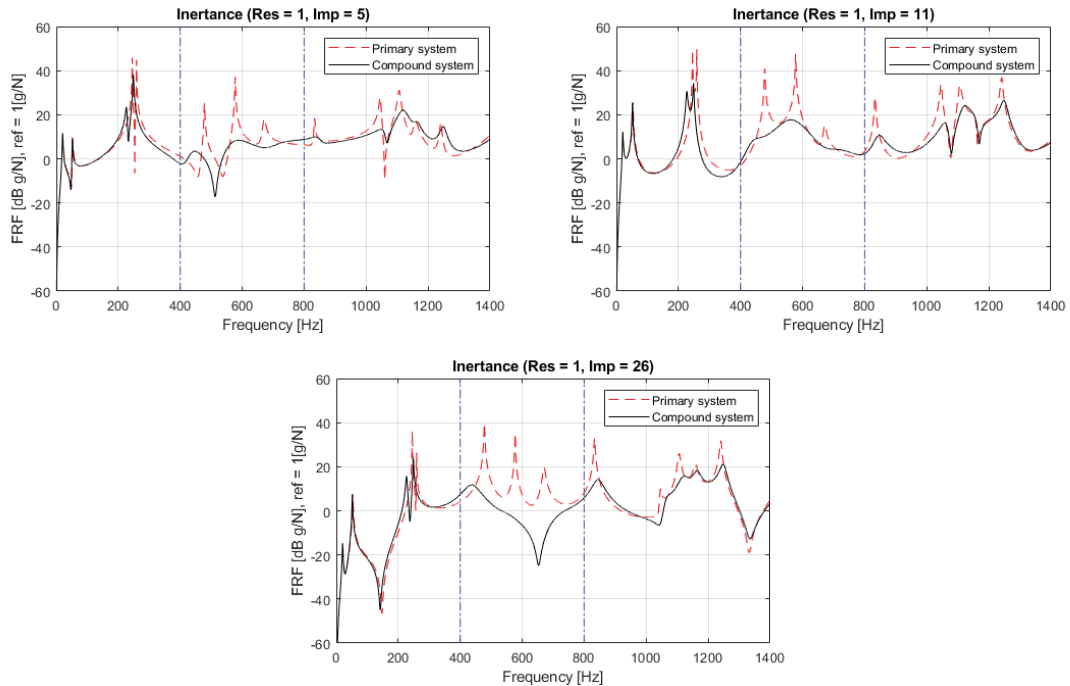 Inertance (Res = 1, Imp = 5)
FRF [dB g/N], ref = 1[g/N]
60
40
20
0
-20
-40
-60
Primary system
Compound system
0 200 400 600 800 1000 1200 1400
Frequency [Hz]
Inertance (Res = 1, Imp = 11)
FRF [dB g/N], ref = 1[g/N]
60
40
20
0
-20
-40
-60
Primary system
Compound system
0 200 400 600 800 1000 1200 1400
Frequency [Hz]
Inertance (Res = 1, Imp = 26)
FRF [dB g/N], ref = 1[g/N]
60
40
20
0
-20
-40
-60
Primary system
Compound system
0 200 400 600 800 1000 1200 1400
Frequency [Hz]